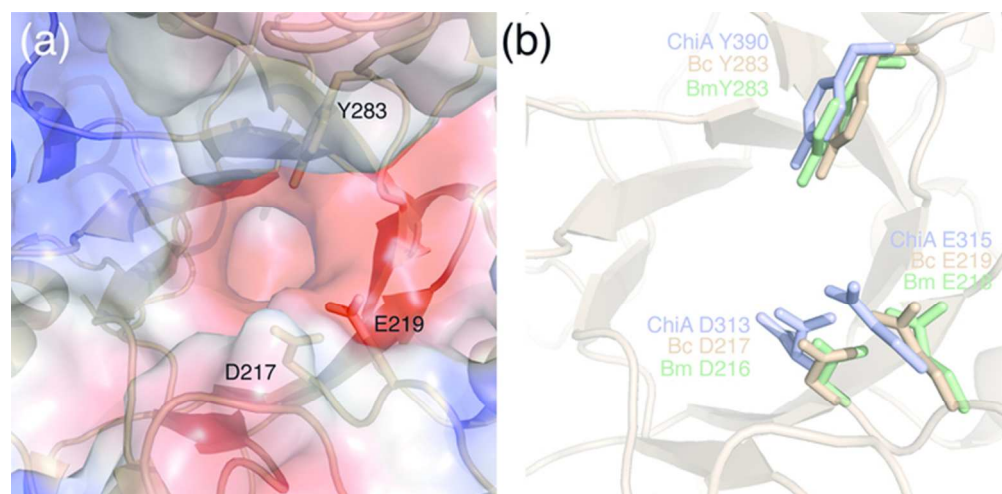 (a)
Y283
E219
D217
(b)
ChiA Y390
Bc Y283
BmY283
ChiA E315
Bc E219
Bm E218
ChiA D313
Bc D217
Bm D216